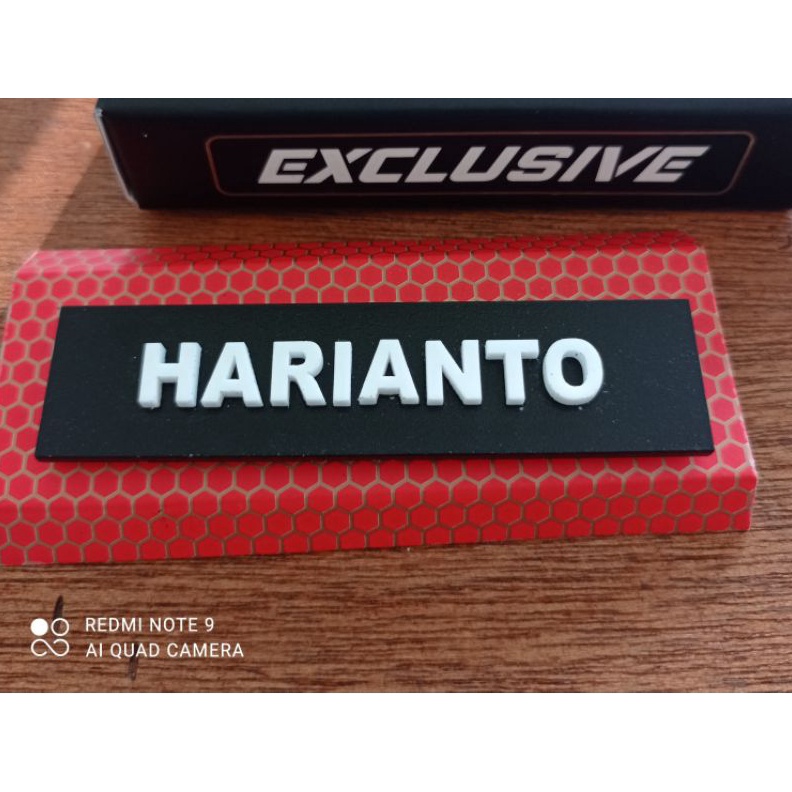 EXCLUSIVE
HARIANTO
REDMI NOTE 9
AI QUAD CAMERA